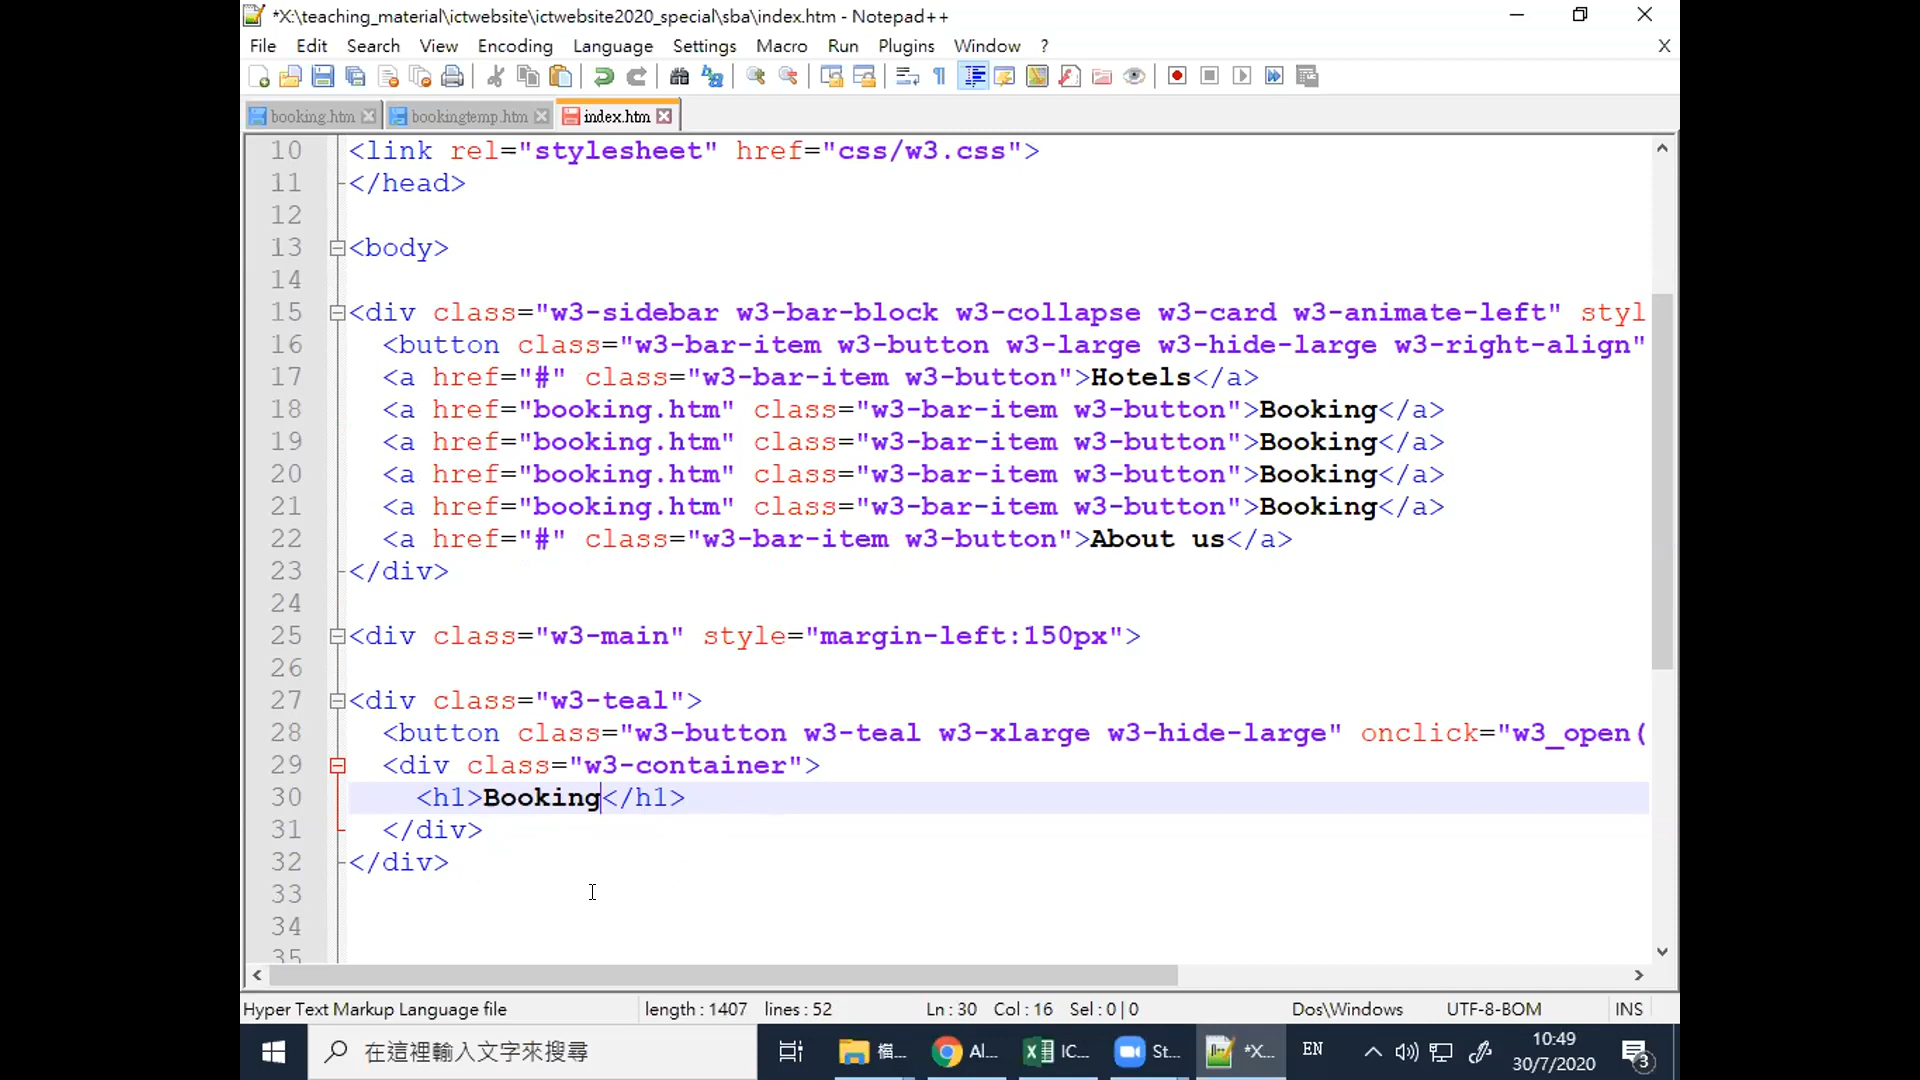 *X:\teaching_material\ictwebsite\ictwebsite2020_special\sba\index.htm - Notepad++
File Edit Search View Encoding Language Settings Macro Run Plugins Window ? X
booking.htm bookingtemp.htm index.htm
10 <link rel="stylesheet" href="css/w3.css">
11 </head>
12
13 <body>
14
15 <div class="w3-sidebar w3-bar-block w3-collapse w3-card w3-animate-left" styl
16 <button class="w3-bar-item w3-button w3-large w3-hide-large w3-right-align"
17 <a href="#" class="w3-bar-item w3-button">Hotels</a>
18 <a href="booking.htm" class="w3-bar-item w3-button">Booking</a>
19 <a href="booking.htm" class="w3-bar-item w3-button">Booking</a>
20 <a href="booking.htm" class="w3-bar-item w3-button">Booking</a>
21 <a href="booking.htm" class="w3-bar-item w3-button">Booking</a>
22 <a href="#" class="w3-bar-item w3-button">About us</a>
23 </div>
24
25 <div class="w3-main" style="margin-left:150px">
26
27 <div class="w3-teal">
28 <button class="w3-button w3-teal w3-xlarge w3-hide-large" onclick="w3_open(
29 <div class="w3-container">
30 <h1>Booking</h1>
31 </div>
32 </div>
33
34
35
Hyper Text Markup Language file length : 1407 lines : 52 Ln : 30 Col : 16 Sel : 0 | 0 Dos\Windows UTF-8-BOM INS
在這裡輸入文字來搜尋 檔... Al... IC... St... *X... EN 10:49
30/7/2020 3